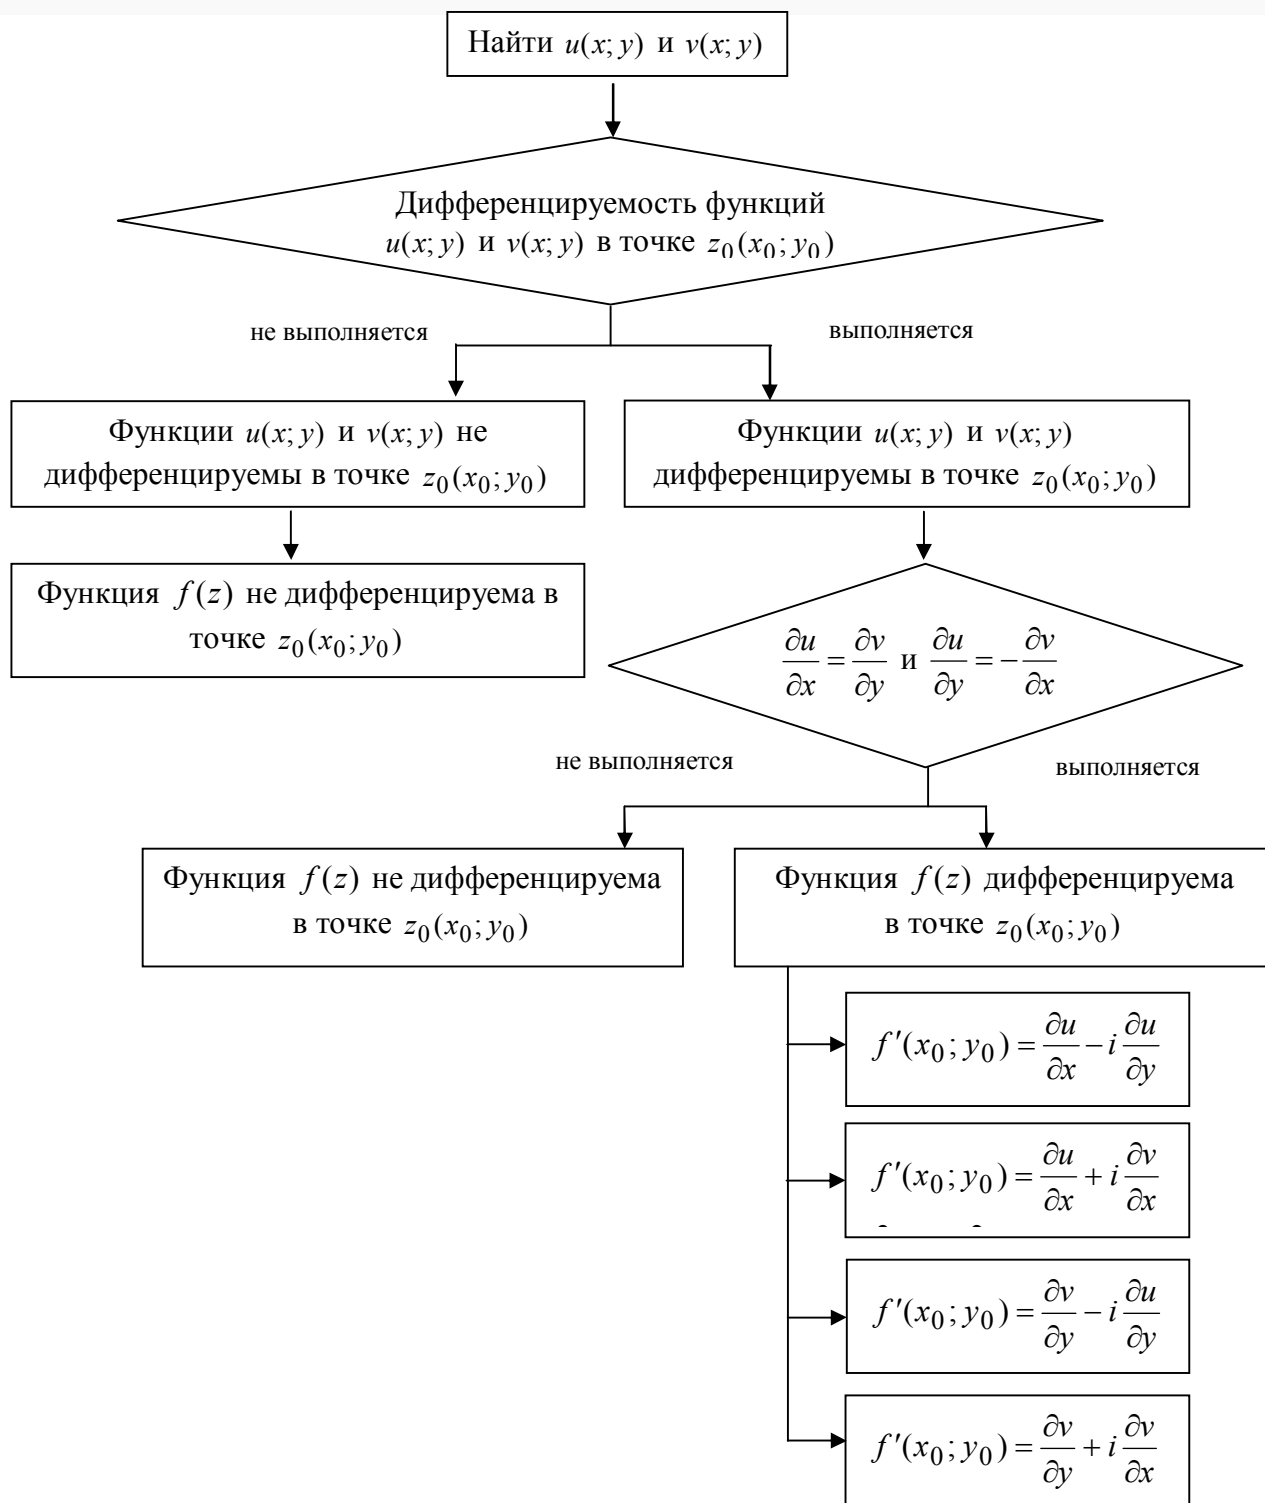 Найти u(x; y) и v(x; y)
Дифференцируемость функций
u(x; y) и v(x; y) в точке z₀(x₀; y₀)
не выполняется
выполняется
Функции u(x; y) и v(x; y) не
дифференцируемы в точке z₀(x₀; y₀)
Функции u(x; y) и v(x; y)
дифференцируемы в точке z₀(x₀; y₀)
Функция f(z) не дифференцируема в
точке z₀(x₀; y₀)
∂u/∂x = ∂v/∂y и ∂u/∂y = −∂v/∂x
не выполняется
выполняется
Функция f(z) не дифференцируема
в точке z₀(x₀; y₀)
Функция f(z) дифференцируема
в точке z₀(x₀; y₀)
f′(x₀; y₀) = ∂u/∂x − i ∂u/∂y
f′(x₀; y₀) = ∂u/∂x + i ∂v/∂x
f′(x₀; y₀) = ∂v/∂y − i ∂u/∂y
f′(x₀; y₀) = ∂v/∂y + i ∂v/∂x